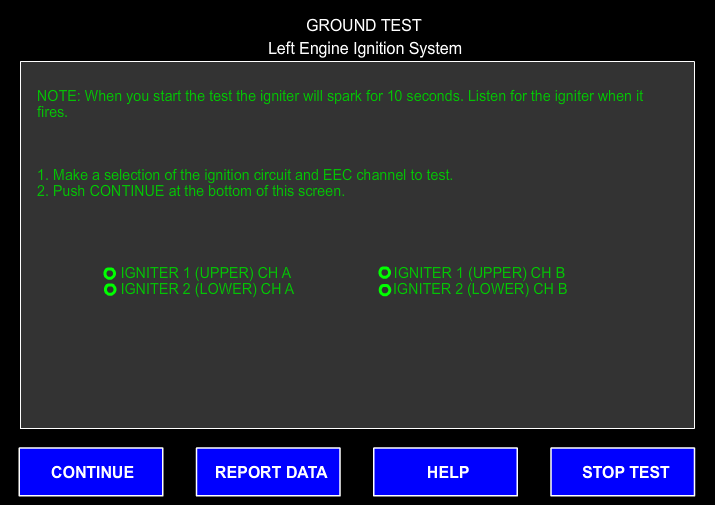 GROUND TEST
Left Engine Ignition System
NOTE: When you start the test the igniter will spark for 10 seconds. Listen for the igniter when it
fires.
1. Make a selection of the ignition circuit and EEC channel to test.
2. Push CONTINUE at the bottom of this screen.
IGNITER 1 (UPPER) CH A IGNITER 1 (UPPER) CH B
IGNITER 2 (LOWER) CH A IGNITER 2 (LOWER) CH B
CONTINUE REPORT DATA HELP STOP TEST